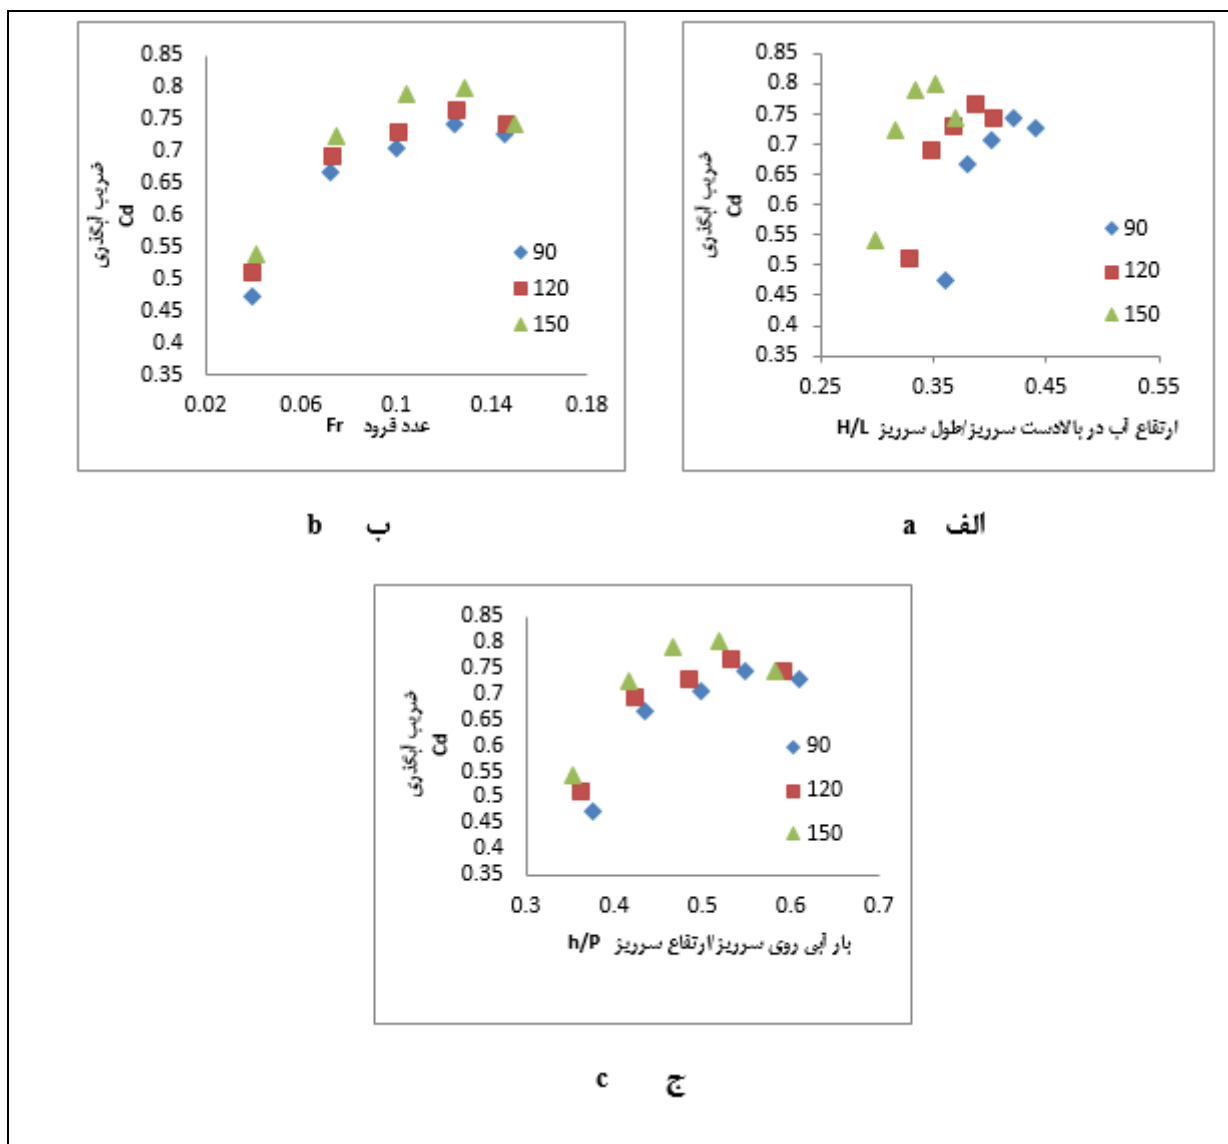 0.85
0.8
0.75
0.7
0.65
0.6
0.55
0.5
0.45
0.4
0.35
0.25 0.35 0.45 0.55
ضریب آبگذری
Cd
90
120
150
ارتفاع آب در بالادست سرریز/طول سرریز H/L
الف a
0.85
0.8
0.75
0.7
0.65
0.6
0.55
0.5
0.45
0.4
0.35
0.02 0.06 0.1 0.14 0.18
ضریب آبگذری
Cd
90
120
150
عدد فرود Fr
ب b
0.85
0.8
0.75
0.7
0.65
0.6
0.55
0.5
0.45
0.4
0.35
0.3 0.4 0.5 0.6 0.7
ضریب آبگذری
Cd
90
120
150
بار آبی روی سرریز/ارتفاع سرریز h/P
ج c